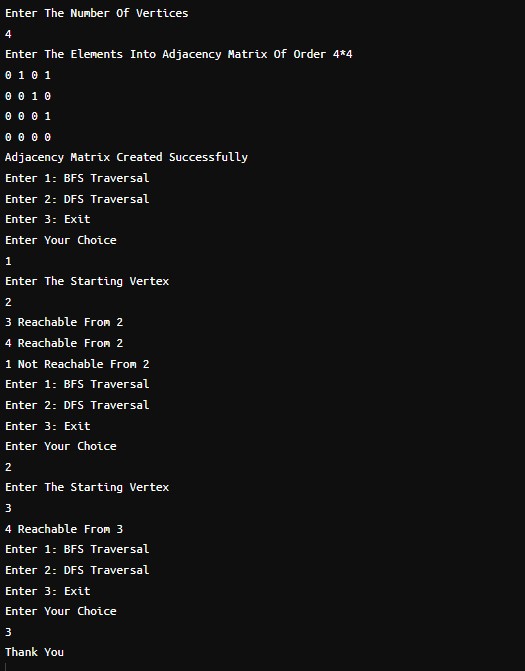 Enter The Number Of Vertices
4
Enter The Elements Into Adjacency Matrix Of Order 4*4
0 1 0 1
0 0 1 0
0 0 0 1
0 0 0 0
Adjacency Matrix Created Successfully
Enter 1: BFS Traversal
Enter 2: DFS Traversal
Enter 3: Exit
Enter Your Choice
1
Enter The Starting Vertex
2
3 Reachable From 2
4 Reachable From 2
1 Not Reachable From 2
Enter 1: BFS Traversal
Enter 2: DFS Traversal
Enter 3: Exit
Enter Your Choice
2
Enter The Starting Vertex
3
4 Reachable From 3
Enter 1: BFS Traversal
Enter 2: DFS Traversal
Enter 3: Exit
Enter Your Choice
3
Thank You